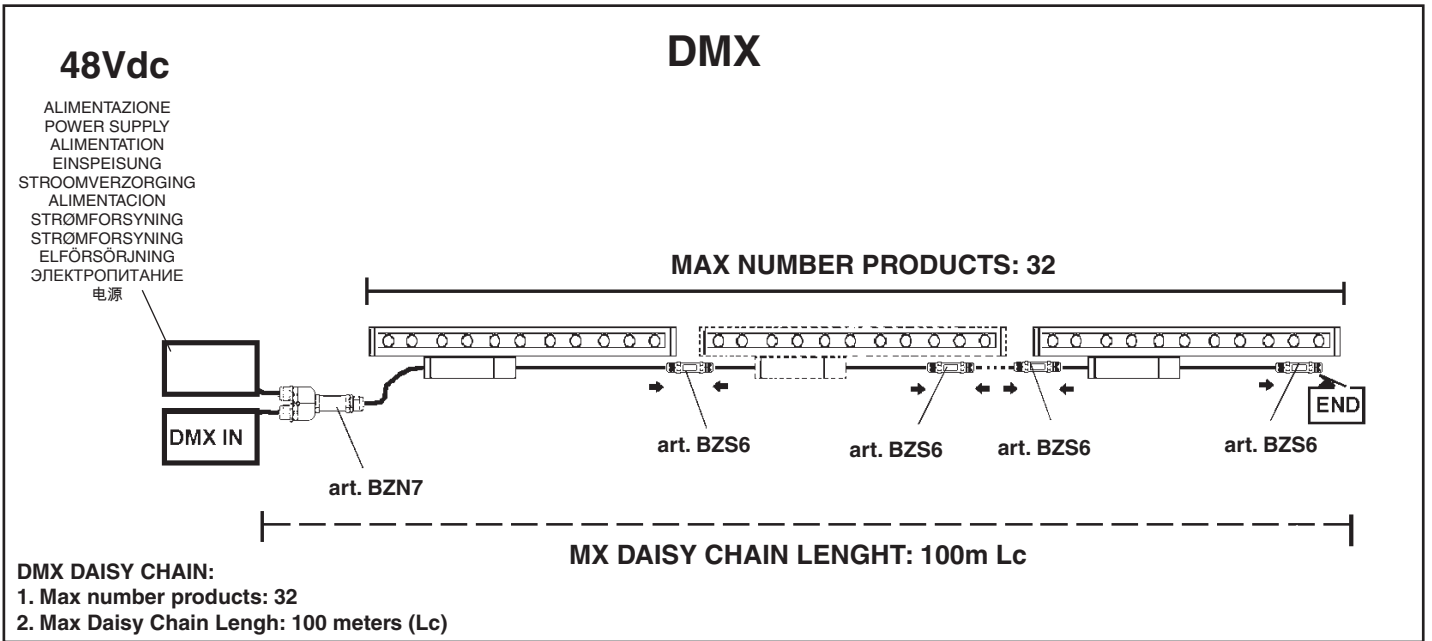 DMX
48Vdc
ALIMENTAZIONE
POWER SUPPLY
ALIMENTATION
EINSPEISUNG
STROOMVERZORGING
ALIMENTACION
STRØMFORSYNING
STRØMFORSYNING
ELFÖRSÖRJNING
ЭЛЕКТРОПИТАНИЕ
电源
MAX NUMBER PRODUCTS: 32
DMX IN
END
art. BZS6
art. BZS6
art. BZS6
art. BZS6
art. BZN7
MX DAISY CHAIN LENGHT: 100m Lc
DMX DAISY CHAIN:
1. Max number products: 32
2. Max Daisy Chain Lengh: 100 meters (Lc)